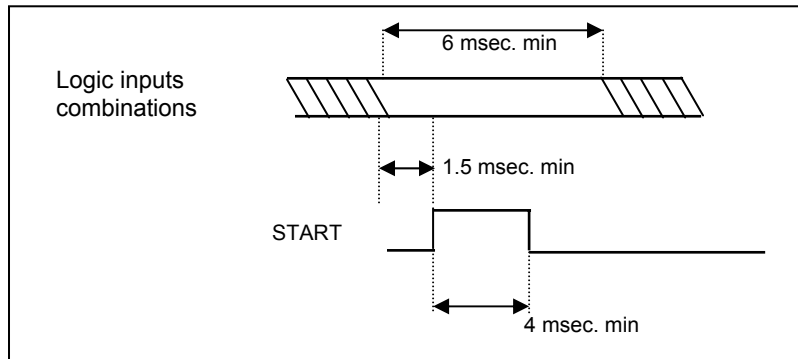 6 msec. min
Logic inputs
combinations
1.5 msec. min
START
4 msec. min